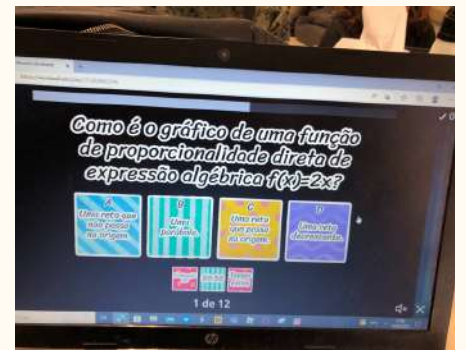 Como é o gráfico de uma função
de proporcionalidade direta de
expressão algébrica f(x)=2x?
A
Uma reta que
não passa
na origem.
B
Uma
parábola.
C
Uma reta
que passa
na origem.
D
Uma reta
decrescente.
1 de 12
hp